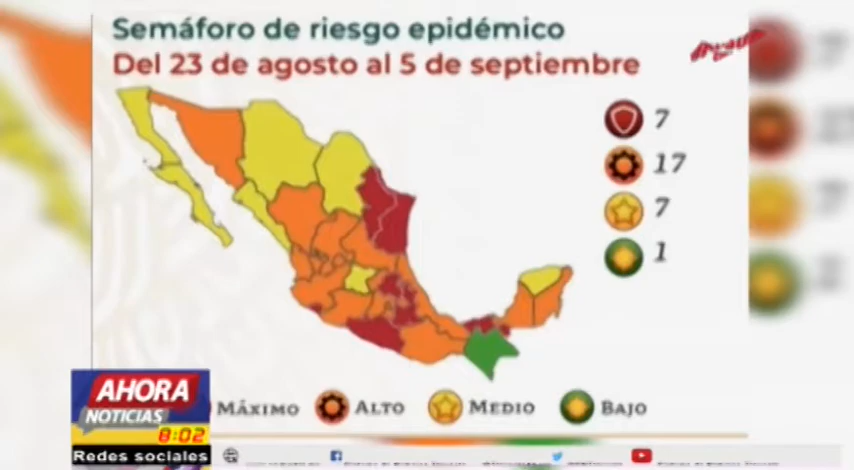 Semáforo de riesgo epidémico
Del 23 de agosto al 5 de septiembre
7
17
7
1
MÁXIMO
ALTO
MEDIO
BAJO
AHORA
NOTICIAS
8:02
Redes sociales